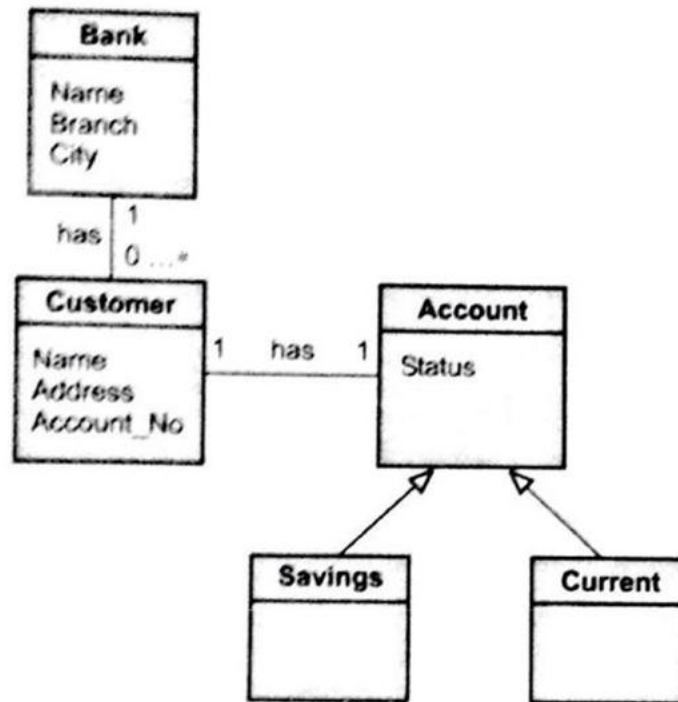 Bank
Name
Branch
City
has
1
0 ...*
Customer
Name
Address
Account_No
1 has 1
Account
Status
Savings
Current